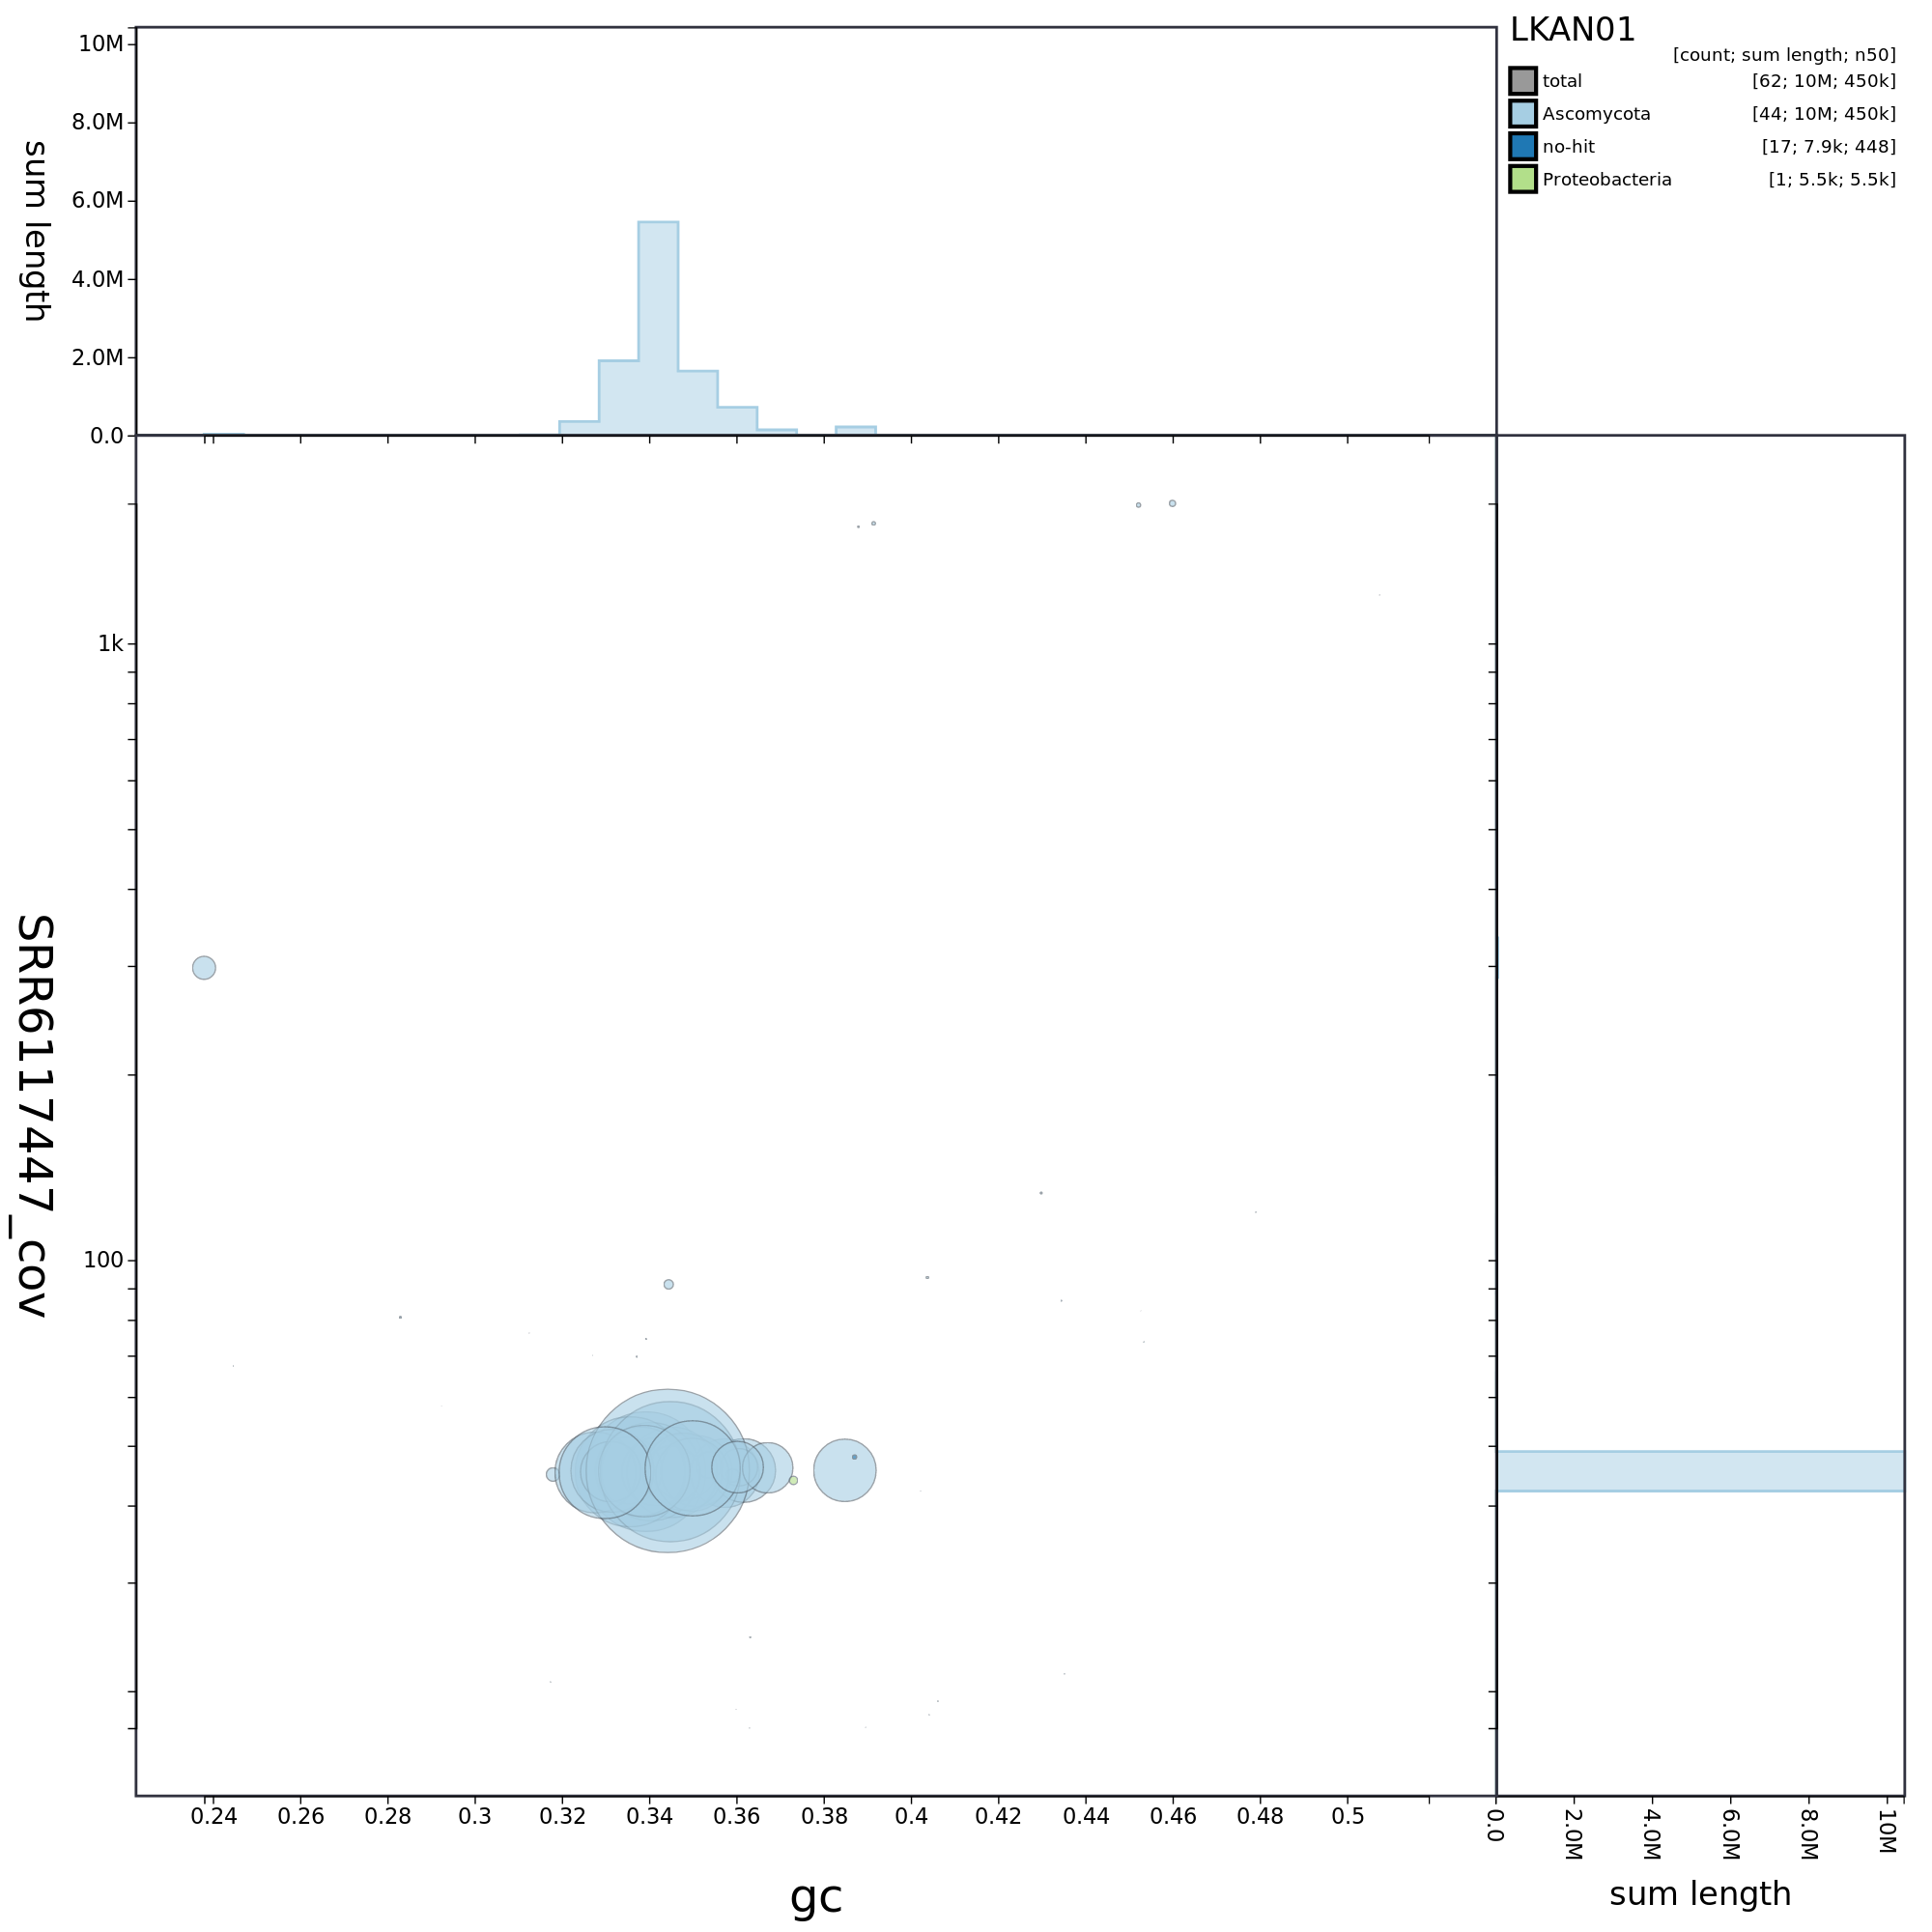 LKAN01
[count; sum length; n50]
total [62; 10M; 450k]
Ascomycota [44; 10M; 450k]
no-hit [17; 7.9k; 448]
Proteobacteria [1; 5.5k; 5.5k]
sum length
10M
8.0M
6.0M
4.0M
2.0M
0.0
SRR6117447_cov
1k
100
0.24 0.26 0.28 0.3 0.32 0.34 0.36 0.38 0.4 0.42 0.44 0.46 0.48 0.5
gc
0.0 2.0M 4.0M 6.0M 8.0M 10M
sum length